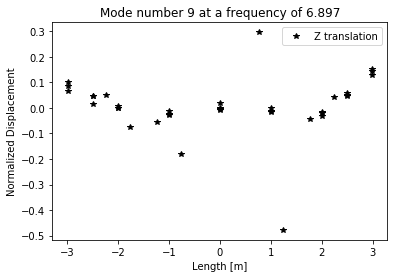 Mode number 9 at a frequency of 6.897
Z translation
Normalized Displacement
0.3
0.2
0.1
0.0
−0.1
−0.2
−0.3
−0.4
−0.5
−3 −2 −1 0 1 2 3
Length [m]